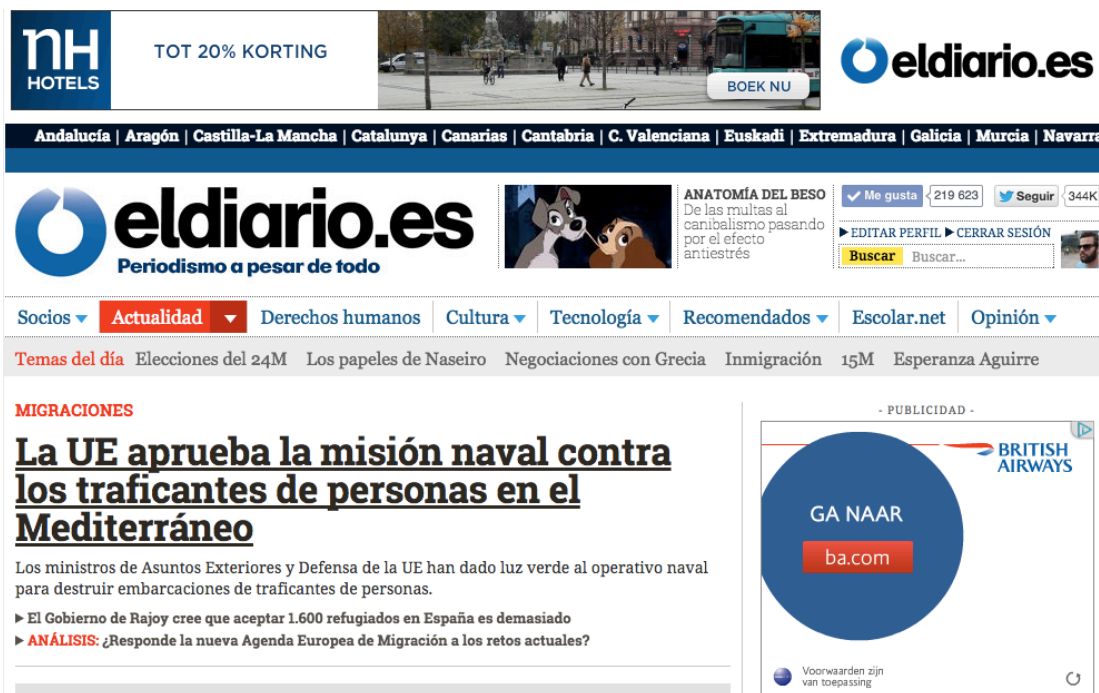 nH
HOTELS
TOT 20% KORTING
BOEK NU
eldiario.es
Andalucía | Aragón | Castilla-La Mancha | Catalunya | Canarias | Cantabria | C. Valenciana | Euskadi | Extremadura | Galicia | Murcia | Navarra
eldiario.es
Periodismo a pesar de todo
ANATOMÍA DEL BESO
De las multas al
canibalismo pasando
por el efecto
antiestrés
Me gusta 219 623 Seguir 344K
EDITAR PERFIL CERRAR SESIÓN
Buscar Buscar...
Socios Actualidad Derechos humanos Cultura Tecnología Recomendados Escolar.net Opinión
Temas del día Elecciones del 24M Los papeles de Naseiro Negociaciones con Grecia Inmigración 15M Esperanza Aguirre
MIGRACIONES
La UE aprueba la misión naval contra
los traficantes de personas en el
Mediterráneo
Los ministros de Asuntos Exteriores y Defensa de la UE han dado luz verde al operativo naval
para destruir embarcaciones de traficantes de personas.
El Gobierno de Rajoy cree que aceptar 1.600 refugiados en España es demasiado
ANÁLISIS: ¿Responde la nueva Agenda Europea de Migración a los retos actuales?
- PUBLICIDAD -
BRITISH
AIRWAYS
GA NAAR
ba.com
Voorwaarden zijn
van toepassing